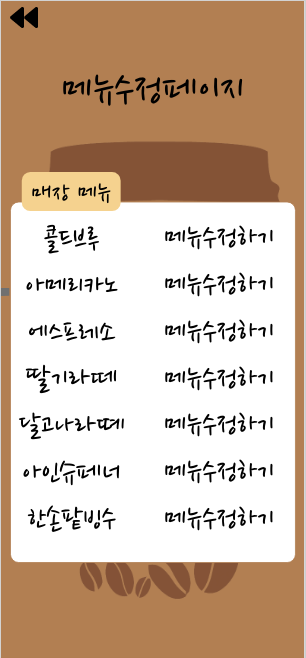 메뉴수정페이지
매장 메뉴
콜드브루 메뉴수정하기
아메리카노 메뉴수정하기
에스프레소 메뉴수정하기
딸기라떼 메뉴수정하기
달고나라떼 메뉴수정하기
아인슈페너 메뉴수정하기
한손팥빙수 메뉴수정하기